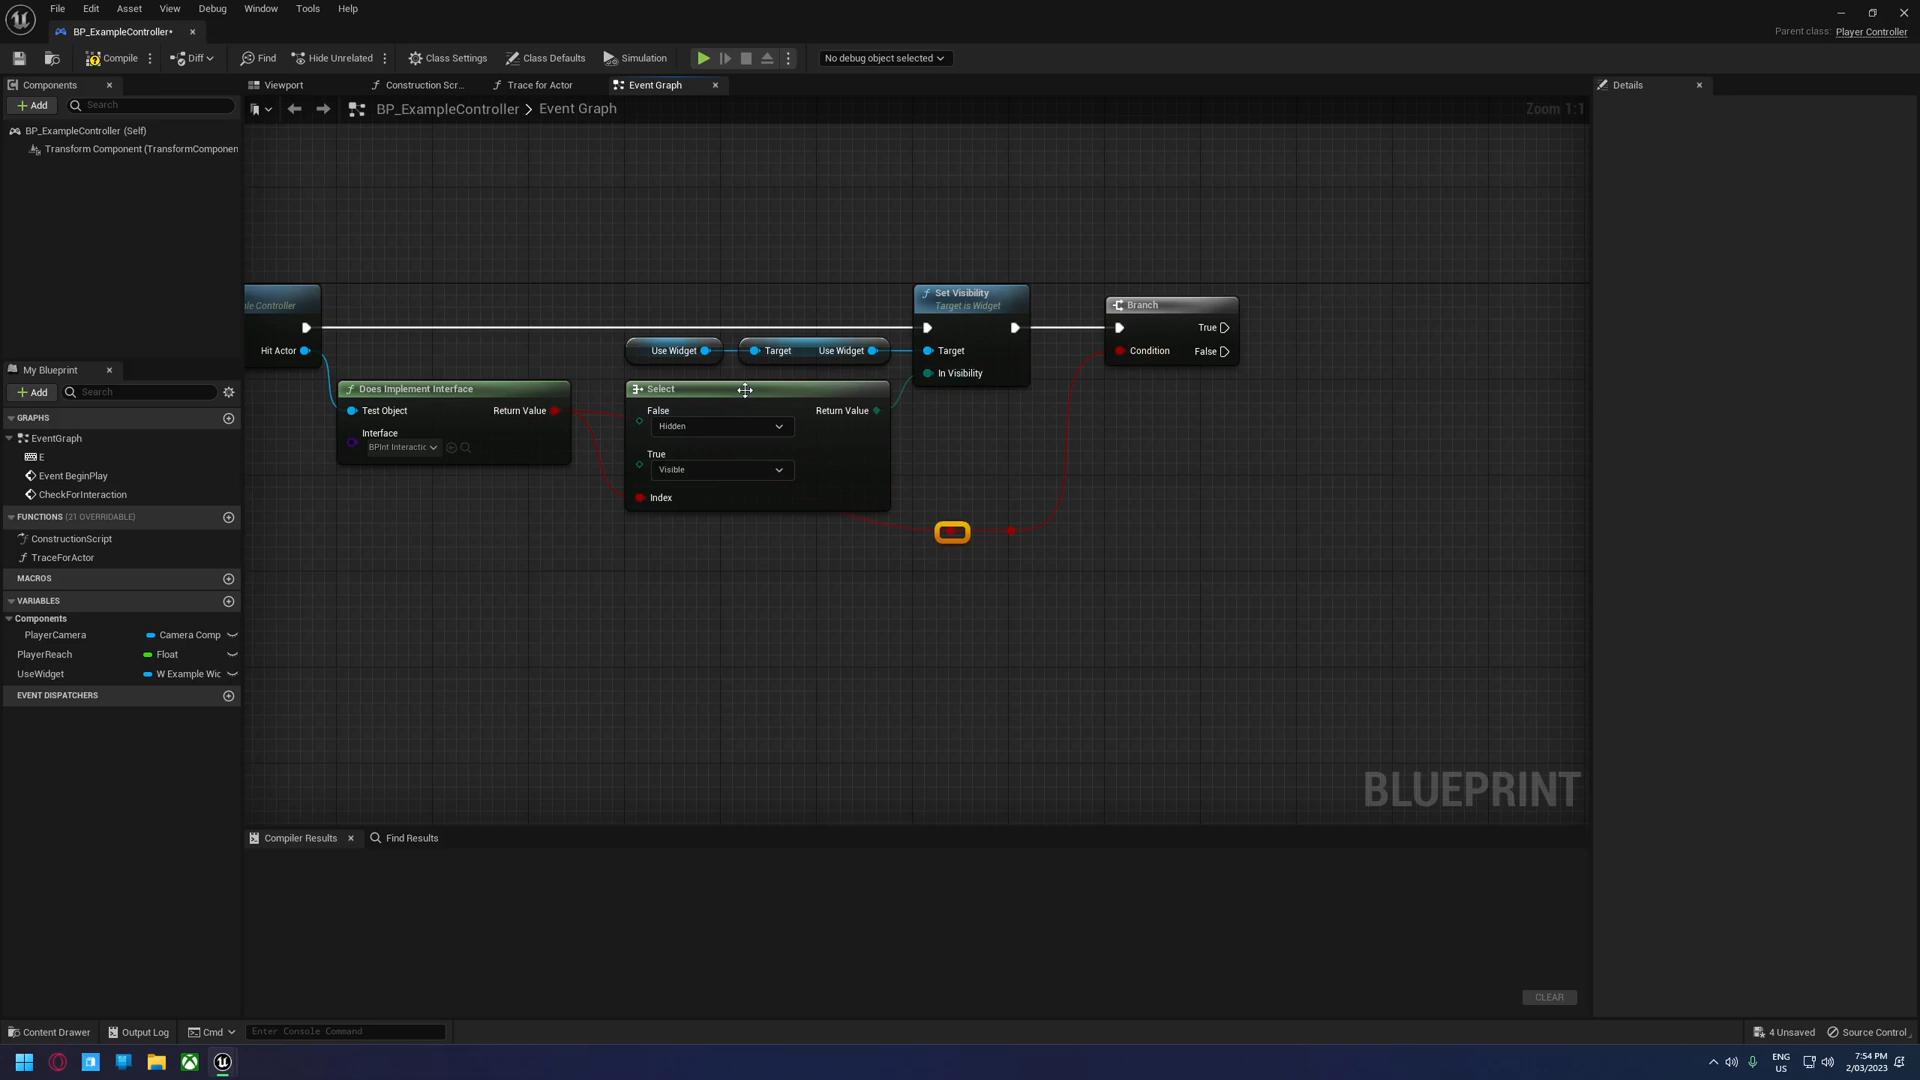 File Edit View Asset View Debug Window Tools Help
BP_ExampleController*
Parent class: Player Controller
Compile Diff Find Hide Unrelated Class Settings Class Defaults Simulation No debug object selected
Components
Viewport Construction Scr... Trace for Actor Event Graph
Details
+ Add Search
BP_ExampleController > Event Graph
Zoom 1:1
BP_ExampleController (Self)
Transform Component (TransformComponen
My Blueprint
+ Add Search
GRAPHS
EventGraph
E
Event BeginPlay
CheckForInteraction
FUNCTIONS (21 OVERRIDABLE)
ConstructionScript
TraceForActor
MACROS
VARIABLES
Components
PlayerCamera Camera Comp
PlayerReach Float
UseWidget W Example Wic
EVENT DISPATCHERS
ple Controller
Hit Actor
Does Implement Interface
Test Object Return Value
Interface
BPInt Interactic
Use Widget
Target Use Widget
Select
False Return Value
Hidden
True
Visible
Index
Set Visibility
Target is Widget
Target
In Visibility
Branch
True
Condition False
BLUEPRINT
Compiler Results Find Results
CLEAR
Content Drawer Output Log Cmd Enter Console Command
4 Unsaved Source Control
ENG
US
7:54 PM
2/03/2023